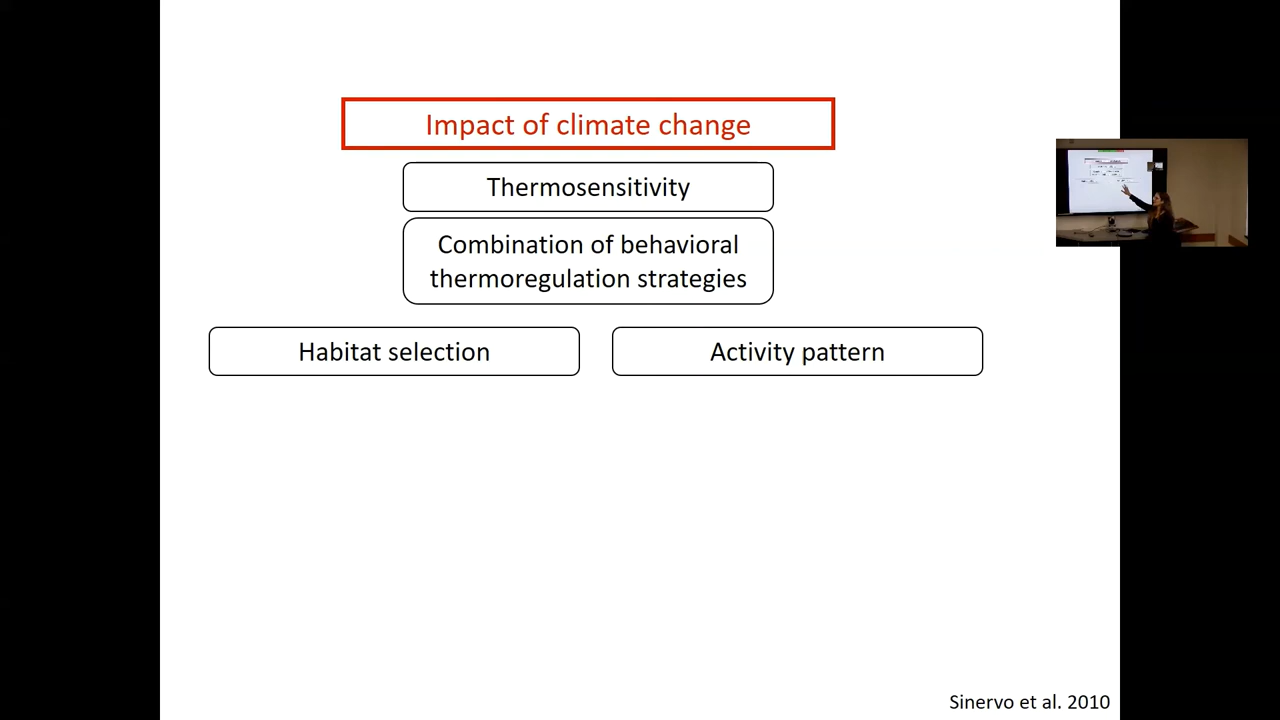 Impact of climate change
Thermosensitivity
Combination of behavioral
thermoregulation strategies
Habitat selection
Activity pattern
Sinervo et al. 2010